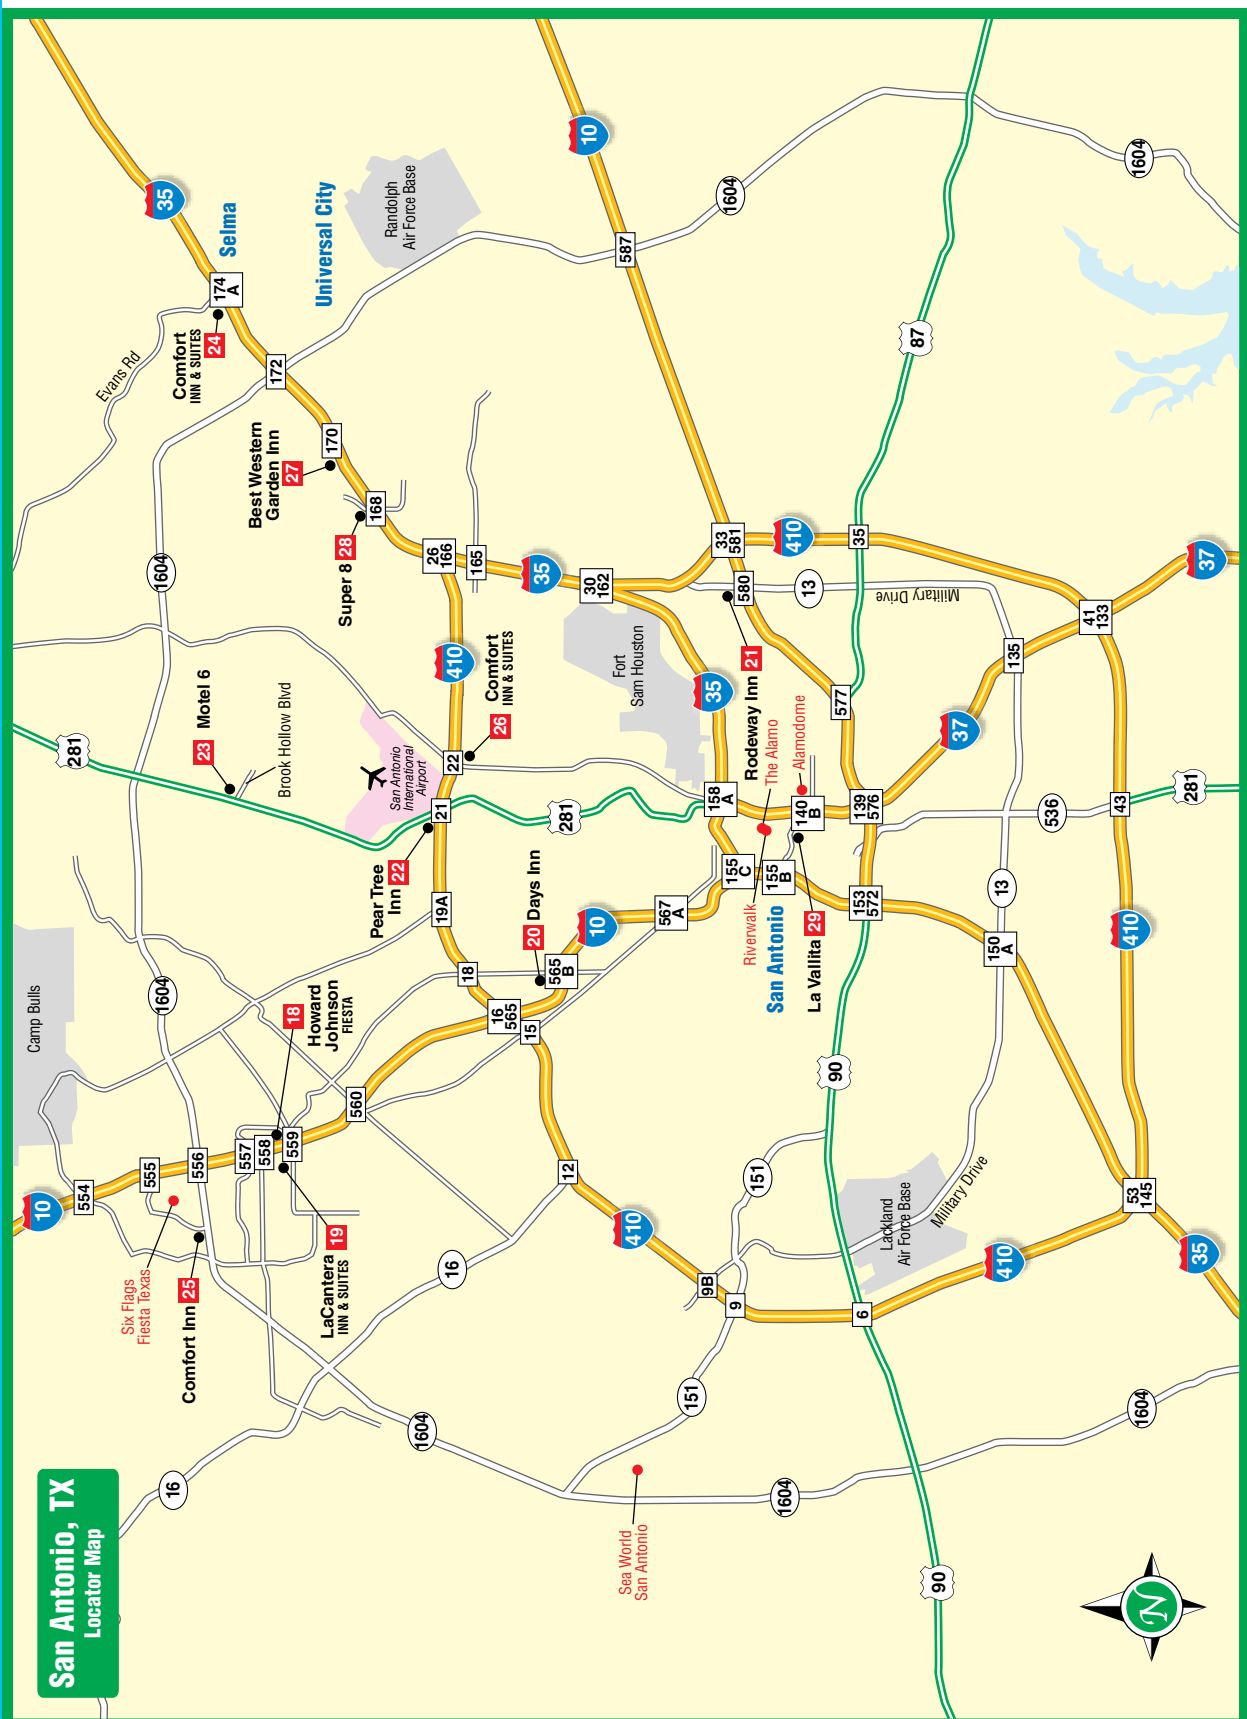 San Antonio, TX
Locator Map
16
1604
16
1604
1604
151
151
Sea World
San Antonio
90
90
N
Six Flags
Fiesta Texas
Comfort Inn 25
LaCantera 19
INN & SUITES
10
554
555
556
557
558
559
560
18
Howard
Johnson
FIESTA
Camp Bulls
1604
12
410
9B
9
6
Lackland
Air Force Base
Military Drive
410
53
145
35
15
16
565
18
19A
565
B
20 Days Inn
10
567
A
Pear Tree
Inn 22
21
22
281
23 Motel 6
Brook Hollow Blvd
San Antonio
International
Airport
26 Comfort
INN & SUITES
281
410
1604
Super 8 28
Best Western
Garden Inn
27
26
166
165
168
170
172
Comfort
INN & SUITES
24
Evans Rd
174
A
Selma
35
Universal City
Randolph
Air Force Base
10
587
1604
1604
87
35
30
162
Fort
Sam Houston
35
33
581
410
580
13
Military Drive
35
Rodeway Inn 21
The Alamo
Alamodome
577
158
A
155
C
155
B
140
B
139
576
Riverwalk
San Antonio
La Vallita 29
153
572
150
A
13
536
37
135
41
133
37
43
281
410